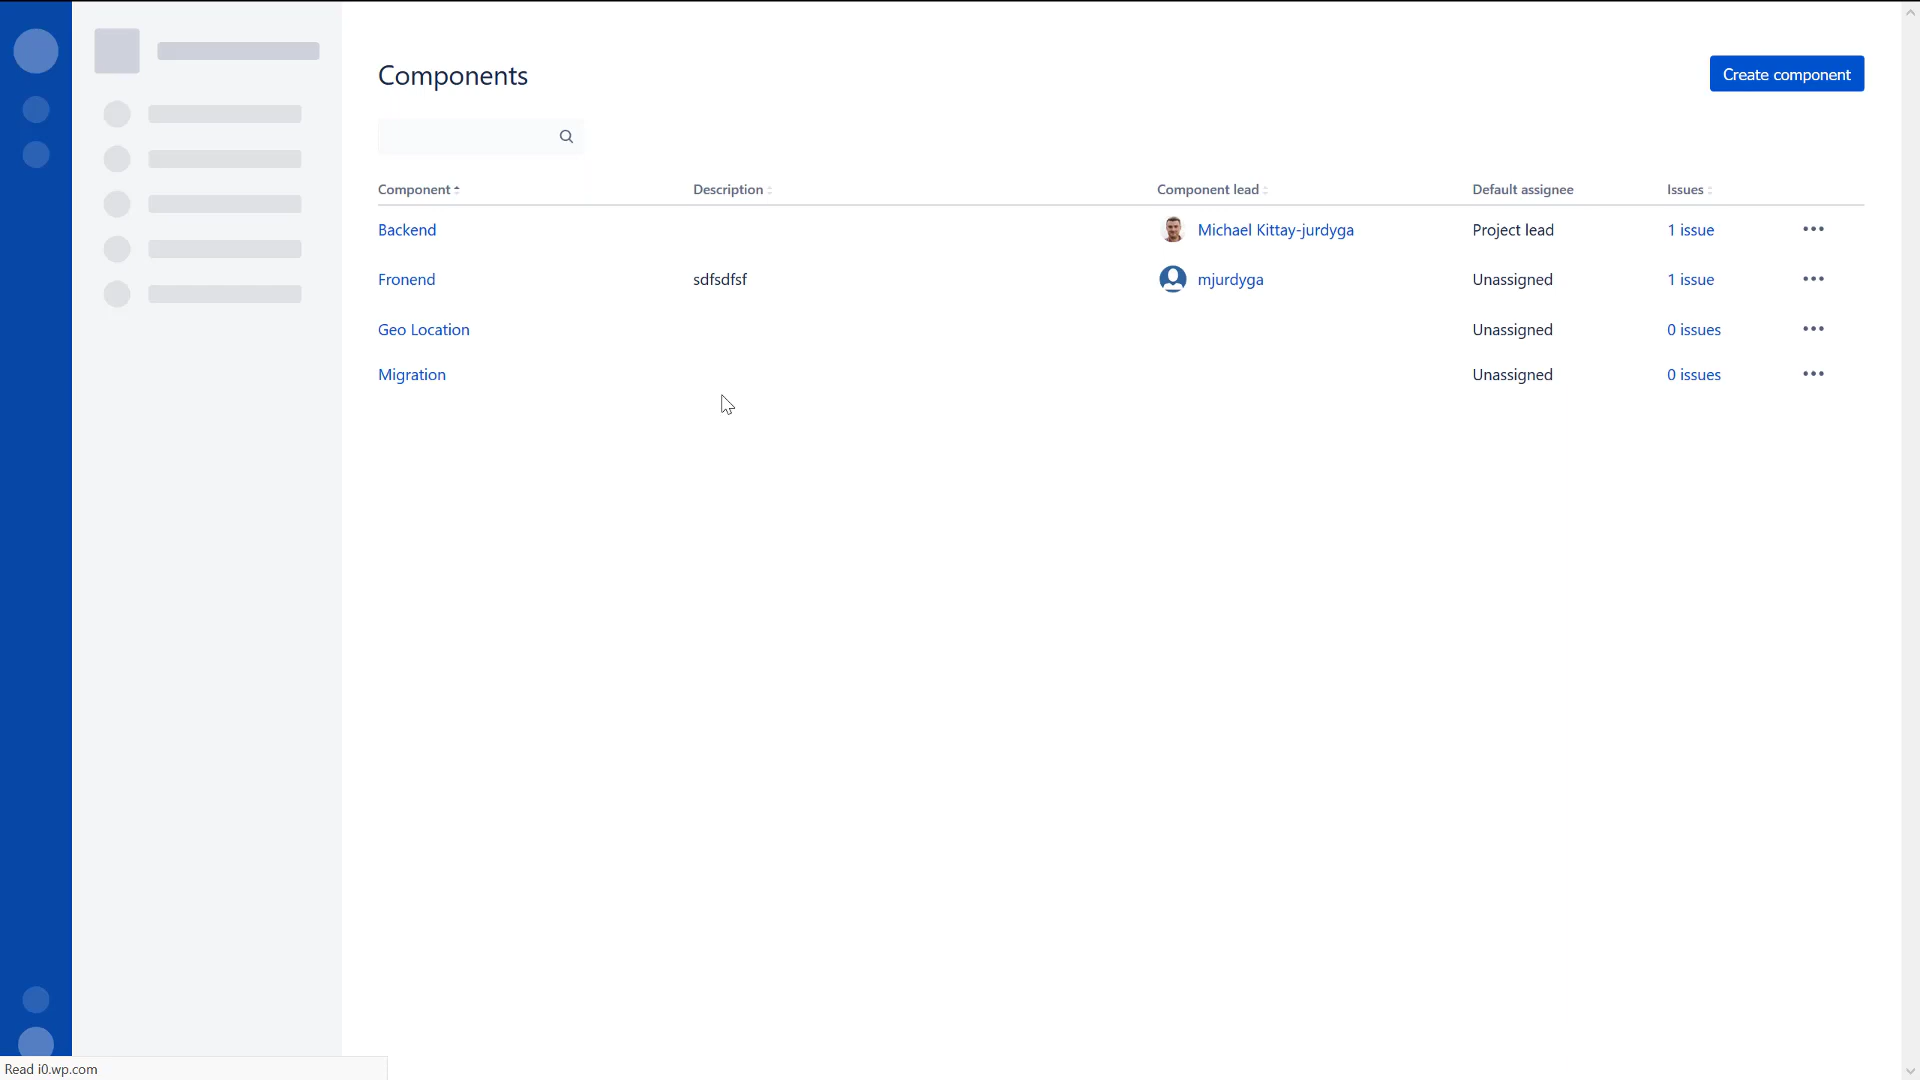 Components
Create component
Component Description Component lead Default assignee Issues
Backend Michael Kittay-jurdyga Project lead 1 issue
Fronend sdfsdfsf mjurdyga Unassigned 1 issue
Geo Location Unassigned 0 issues
Migration Unassigned 0 issues
Read i0.wp.com